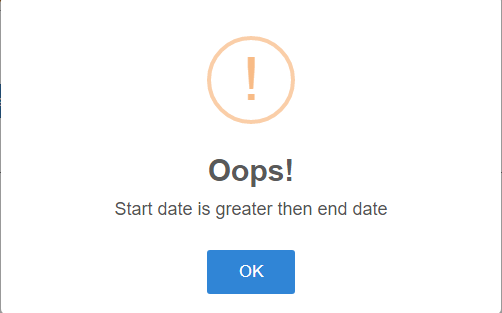 !
Oops!
Start date is greater then end date
OK